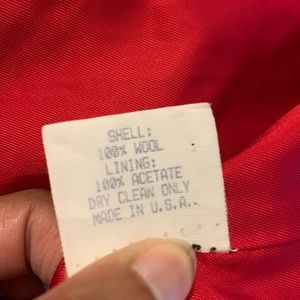 SHELL:
100% WOOL
LINING:
100% ACETATE
DRY CLEAN ONLY
MADE IN U.S.A.